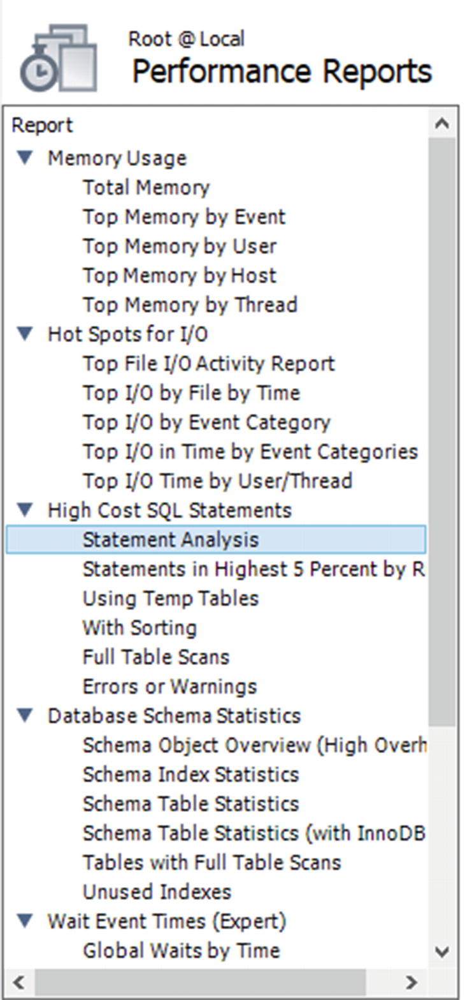 Root @ Local
Performance Reports
Report
Memory Usage
Total Memory
Top Memory by Event
Top Memory by User
Top Memory by Host
Top Memory by Thread
Hot Spots for I/O
Top File I/O Activity Report
Top I/O by File by Time
Top I/O by Event Category
Top I/O in Time by Event Categories
Top I/O Time by User/Thread
High Cost SQL Statements
Statement Analysis
Statements in Highest 5 Percent by R
Using Temp Tables
With Sorting
Full Table Scans
Errors or Warnings
Database Schema Statistics
Schema Object Overview (High Overh
Schema Index Statistics
Schema Table Statistics
Schema Table Statistics (with InnoDB
Tables with Full Table Scans
Unused Indexes
Wait Event Times (Expert)
Global Waits by Time